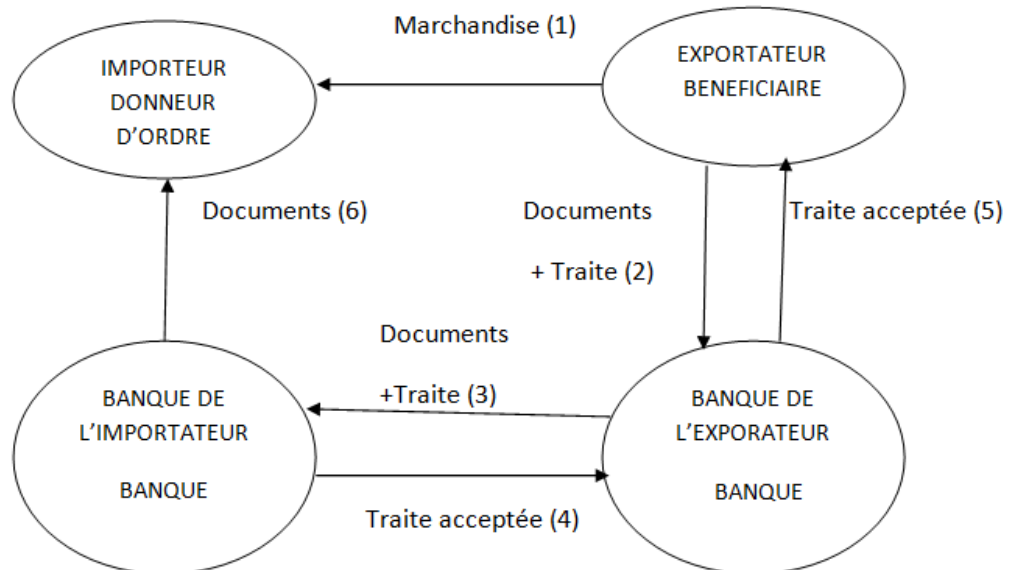 Marchandise (1)
IMPORTEUR
DONNEUR
D'ORDRE
EXPORTATEUR
BENEFICIAIRE
Documents (6)
Documents
+ Traite (2)
Traite acceptée (5)
Documents
+Traite (3)
BANQUE DE
L'IMPORTATEUR
BANQUE
BANQUE DE
L'EXPORATEUR
BANQUE
Traite acceptée (4)